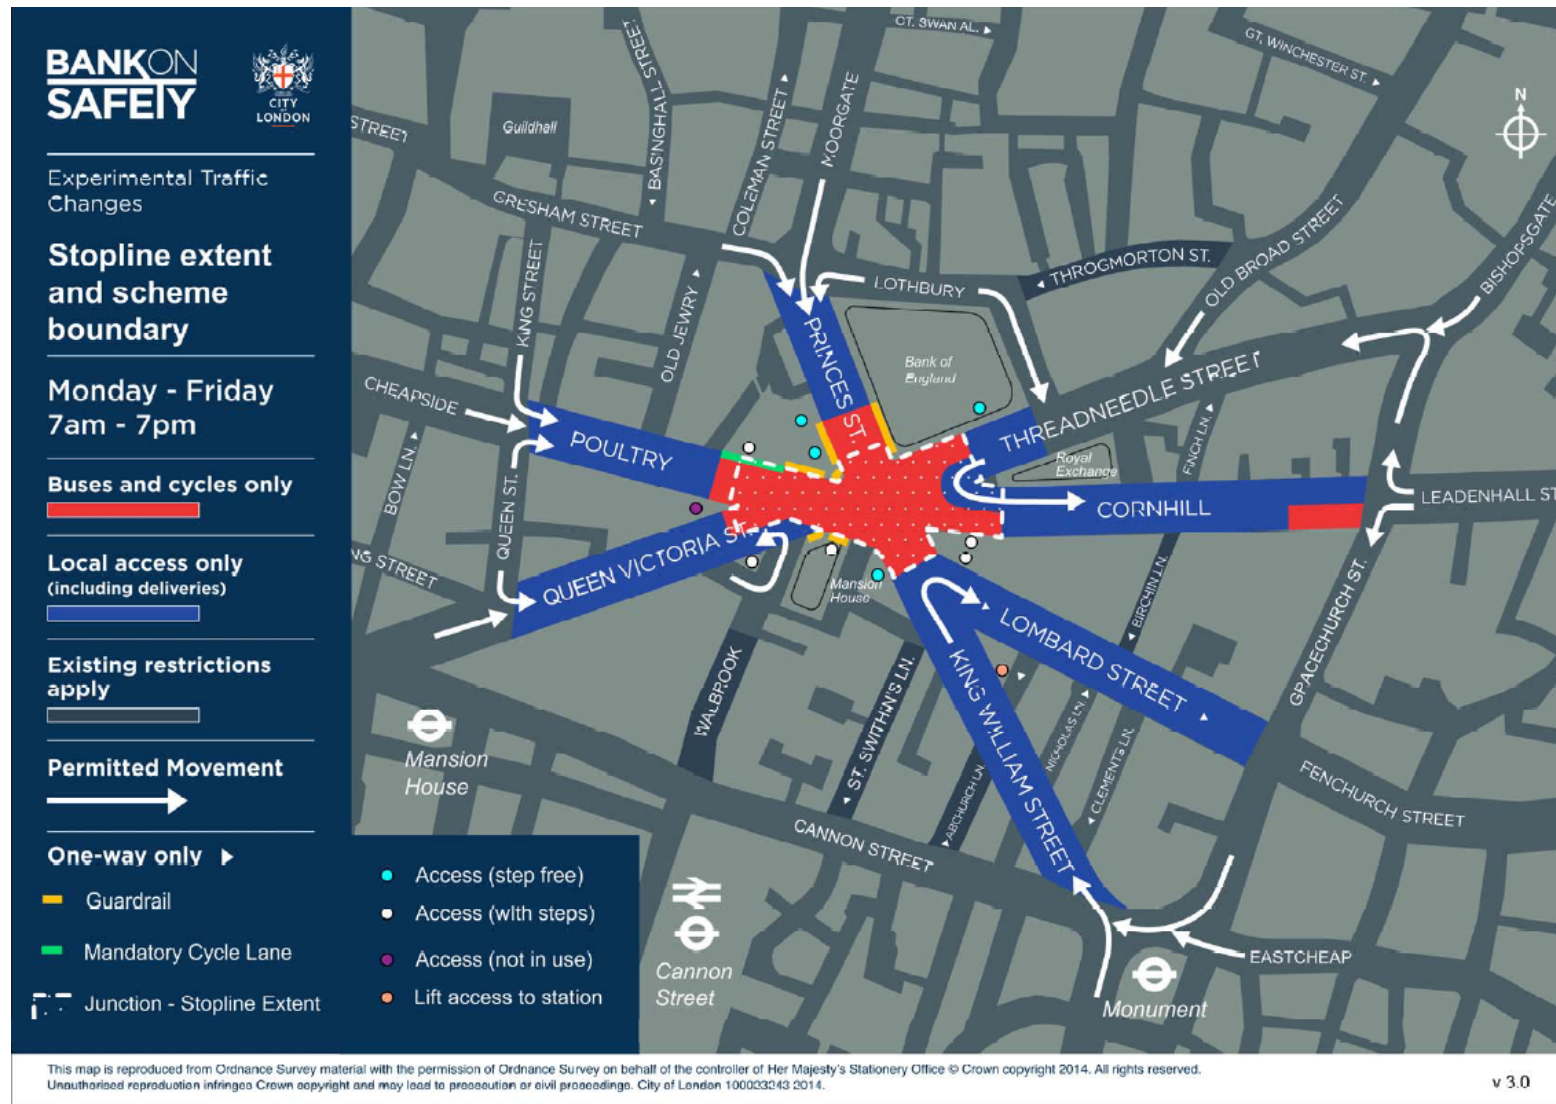 BANKON
SAFETY
CITY
OF
LONDON
Experimental Traffic
Changes
Stopline extent
and scheme
boundary
Monday - Friday
7am - 7pm
Buses and cycles only
Local access only
(including deliveries)
Existing restrictions
apply
Permitted Movement
One-way only
Guardrail
Mandatory Cycle Lane
Junction - Stopline Extent
Access (step free)
Access (with steps)
Access (not in use)
Lift access to station
STREET
Guildhall
BASINGHALL STREET
COLEMAN STREET
MOORGATE
GT. SWAN AL.
GT. WINCHESTER ST.
N
GRESHAM STREET
KING STREET
OLD JEWRY
LOTHBURY
THROGMORTON ST.
OLD BROAD STREET
BISHOPSGATE
PRINCES ST.
Bank of
England
CHEAPSIDE
POULTRY
THREADNEEDLE STREET
Royal
Exchange
FINCH LN.
BOW LN.
QUEEN ST.
CORNHILL
LEADENHALL ST
NG STREET
QUEEN VICTORIA ST.
Mansion
House
LOMBARD STREET
BIRCHIN LN.
GPACECHURCH ST.
WALBROOK
ST. SWITHIN'S LN.
KING WILLIAM STREET
ABCHURCH LN.
NICHOLAS LN.
CLEMENTS LN.
FENCHURCH STREET
Mansion
House
CANNON STREET
Cannon
Street
EASTCHEAP
Monument
This map is reproduced from Ordnance Survey material with the permission of Ordnance Survey on behalf of the controller of Her Majesty's Stationery Office © Crown copyright 2014. All rights reserved.
Unauthorised reproduction infringes Crown copyright and may lead to prosecution or civil proceedings. City of London 100023243 2014.
v 3.0